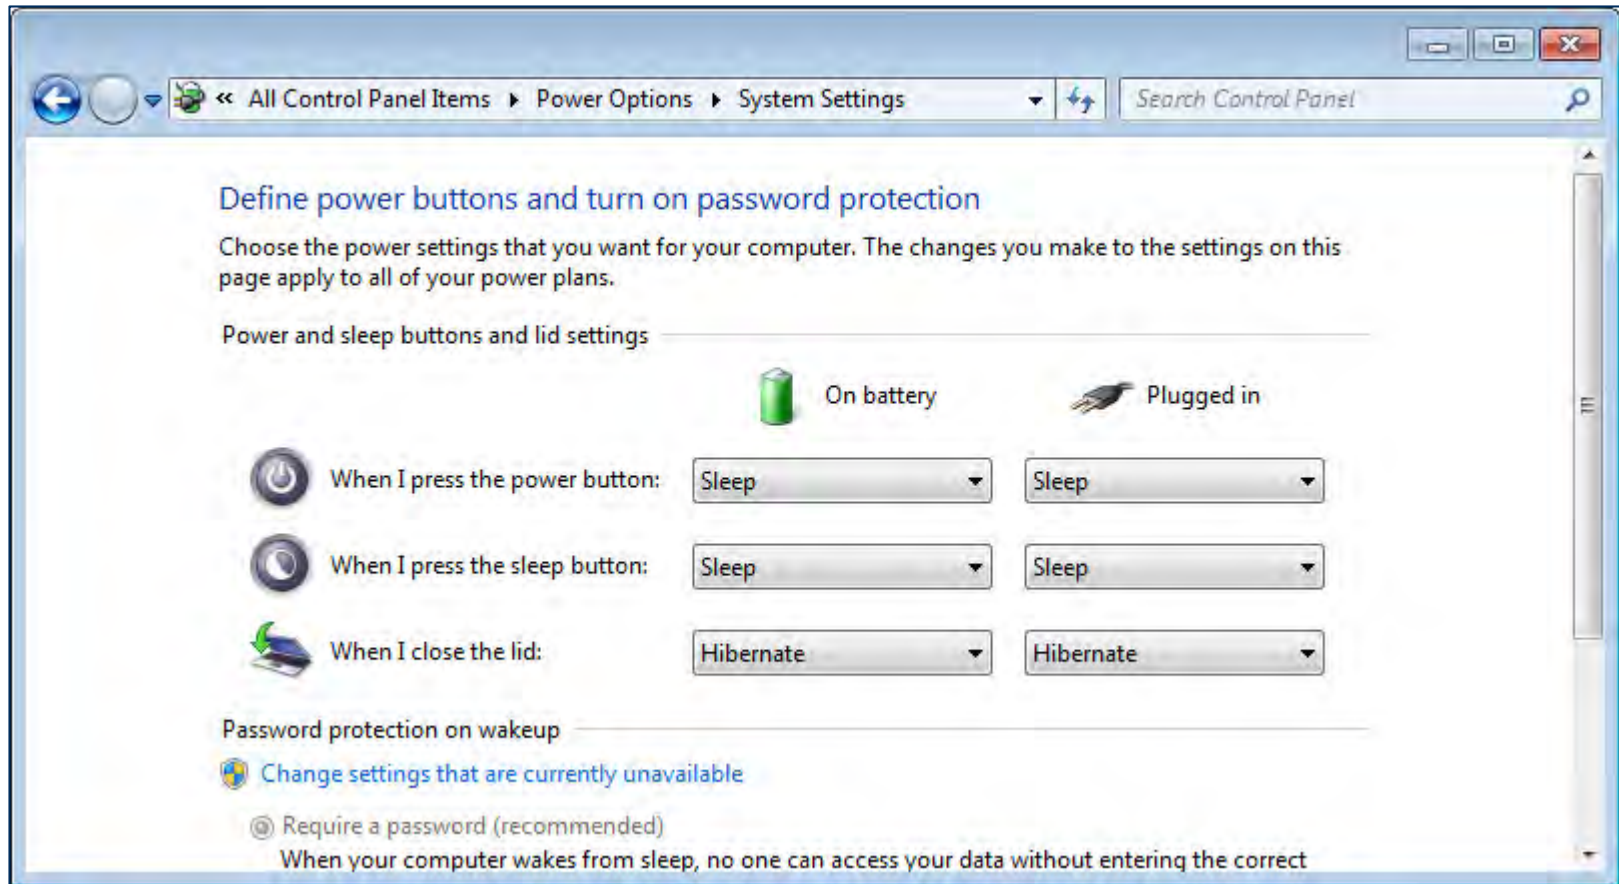 « All Control Panel Items ▸ Power Options ▸ System Settings
Search Control Panel
Define power buttons and turn on password protection
Choose the power settings that you want for your computer. The changes you make to the settings on this
page apply to all of your power plans.
Power and sleep buttons and lid settings
On battery Plugged in
When I press the power button: Sleep Sleep
When I press the sleep button: Sleep Sleep
When I close the lid: Hibernate Hibernate
Password protection on wakeup
Change settings that are currently unavailable
Require a password (recommended)
When your computer wakes from sleep, no one can access your data without entering the correct